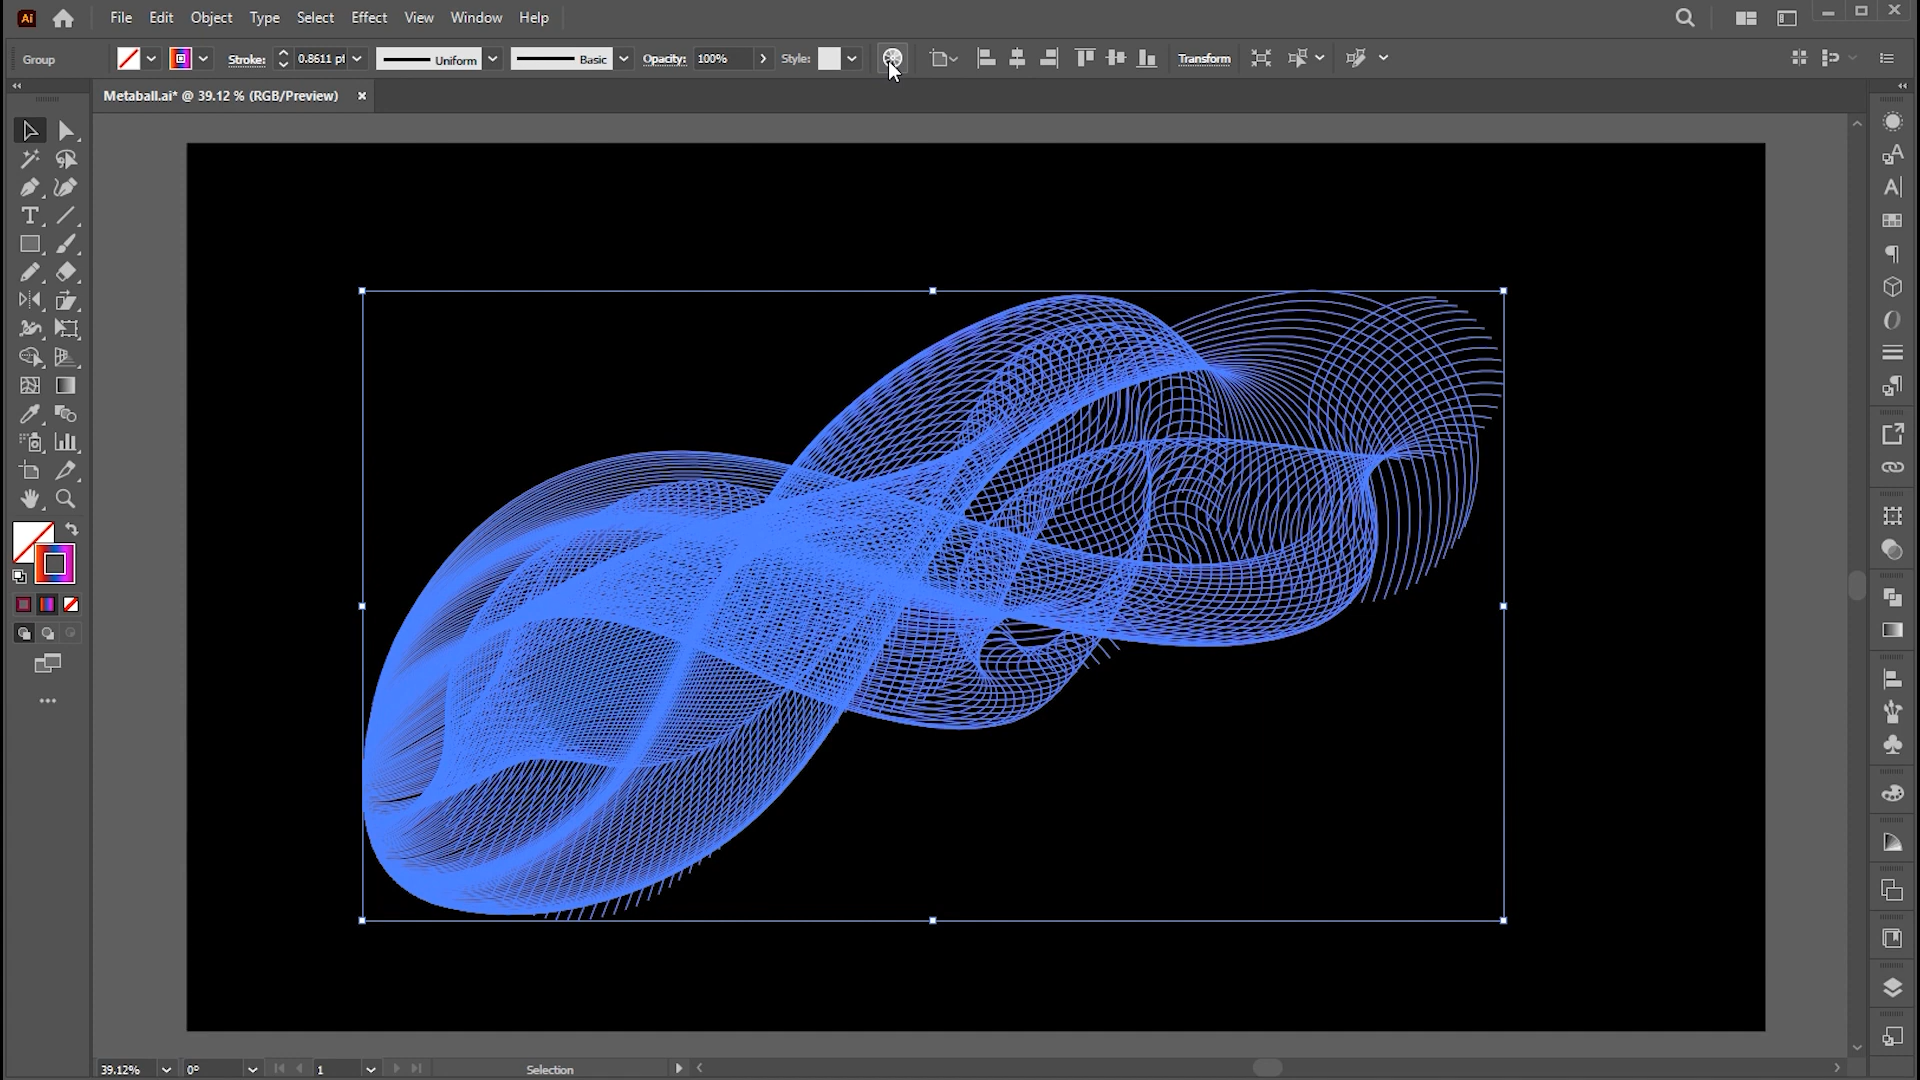 Ai File Edit Object Type Select Effect View Window Help
Group Stroke: 0.8611 pt Uniform Basic Opacity: 100% Style: Transform
Metaball.ai* @ 39.12 % (RGB/Preview) ×
39.12% 0° 1 Selection